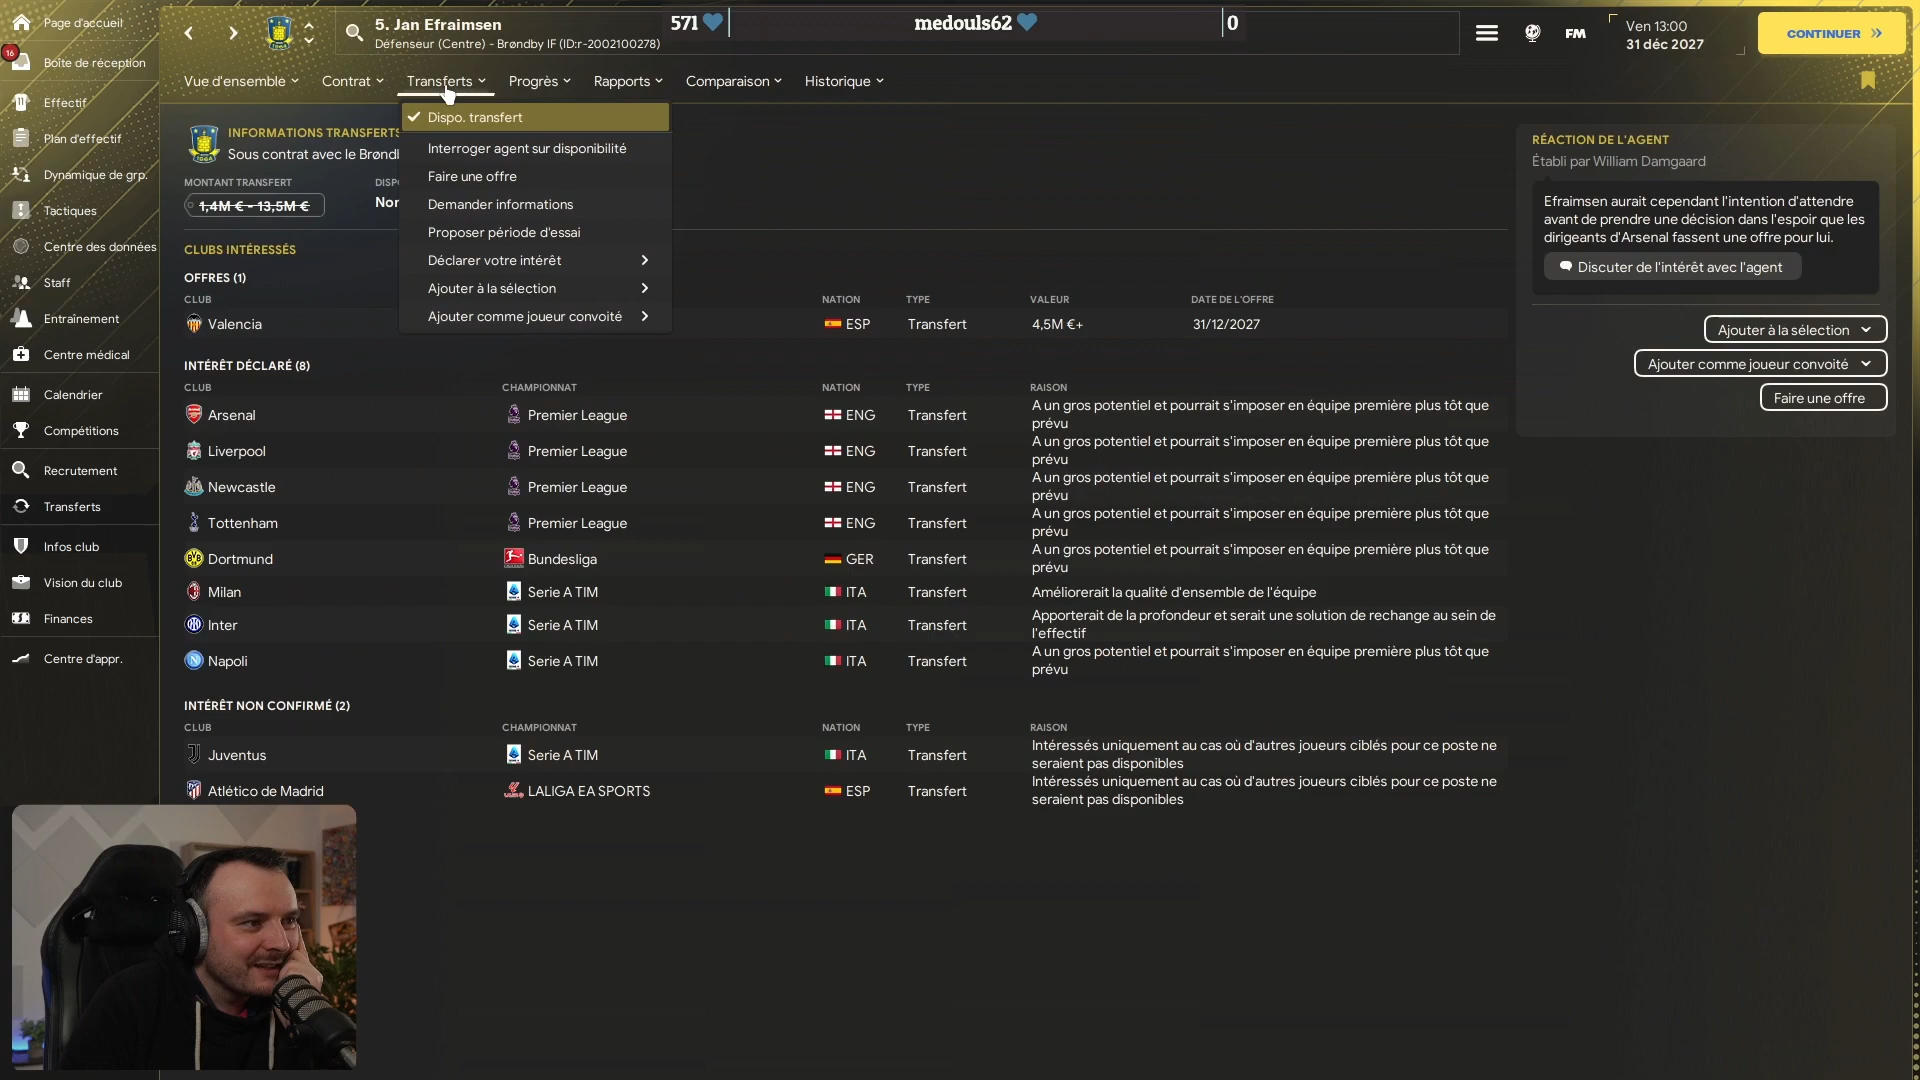 Page d'accueil
16
Boîte de réception
Effectif
Plan d'effectif
Dynamique de grp.
Tactiques
Centre des données
Staff
Entraînement
Centre médical
Calendrier
Compétitions
Recrutement
Transferts
Infos club
Vision du club
Finances
Centre d'appr.
5. Jan Efraimsen
Défenseur (Centre) - Brøndby IF (ID:r-2002100278)
571
medouls62
0
FM
Ven 13:00
31 déc 2027
CONTINUER
Vue d'ensemble
Contrat
Transferts
Progrès
Rapports
Comparaison
Historique
Dispo. transfert
Interroger agent sur disponibilité
Faire une offre
Demander informations
Proposer période d'essai
Déclarer votre intérêt
Ajouter à la sélection
Ajouter comme joueur convoité
INFORMATIONS TRANSFERTS
Sous contrat avec le Brøndb
MONTANT TRANSFERT
DISP
1,4M € - 13,5M €
Non
CLUBS INTÉRESSÉS
OFFRES (1)
CLUB NATION TYPE VALEUR DATE DE L'OFFRE
Valencia ESP Transfert 4,5M €+ 31/12/2027
INTÉRÊT DÉCLARÉ (8)
CLUB CHAMPIONNAT NATION TYPE RAISON
Arsenal Premier League ENG Transfert A un gros potentiel et pourrait s'imposer en équipe première plus tôt que
prévu
Liverpool Premier League ENG Transfert A un gros potentiel et pourrait s'imposer en équipe première plus tôt que
prévu
Newcastle Premier League ENG Transfert A un gros potentiel et pourrait s'imposer en équipe première plus tôt que
prévu
Tottenham Premier League ENG Transfert A un gros potentiel et pourrait s'imposer en équipe première plus tôt que
prévu
Dortmund Bundesliga GER Transfert A un gros potentiel et pourrait s'imposer en équipe première plus tôt que
prévu
Milan Serie A TIM ITA Transfert Améliorerait la qualité d'ensemble de l'équipe
Inter Serie A TIM ITA Transfert Apporterait de la profondeur et serait une solution de rechange au sein de
l'effectif
Napoli Serie A TIM ITA Transfert A un gros potentiel et pourrait s'imposer en équipe première plus tôt que
prévu
INTÉRÊT NON CONFIRMÉ (2)
CLUB CHAMPIONNAT NATION TYPE RAISON
Juventus Serie A TIM ITA Transfert Intéressés uniquement au cas où d'autres joueurs ciblés pour ce poste ne
seraient pas disponibles
Atlético de Madrid LALIGA EA SPORTS ESP Transfert Intéressés uniquement au cas où d'autres joueurs ciblés pour ce poste ne
seraient pas disponibles
RÉACTION DE L'AGENT
Établi par William Damgaard
Efraimsen aurait cependant l'intention d'attendre
avant de prendre une décision dans l'espoir que les
dirigeants d'Arsenal fassent une offre pour lui.
Discuter de l'intérêt avec l'agent
Ajouter à la sélection
Ajouter comme joueur convoité
Faire une offre